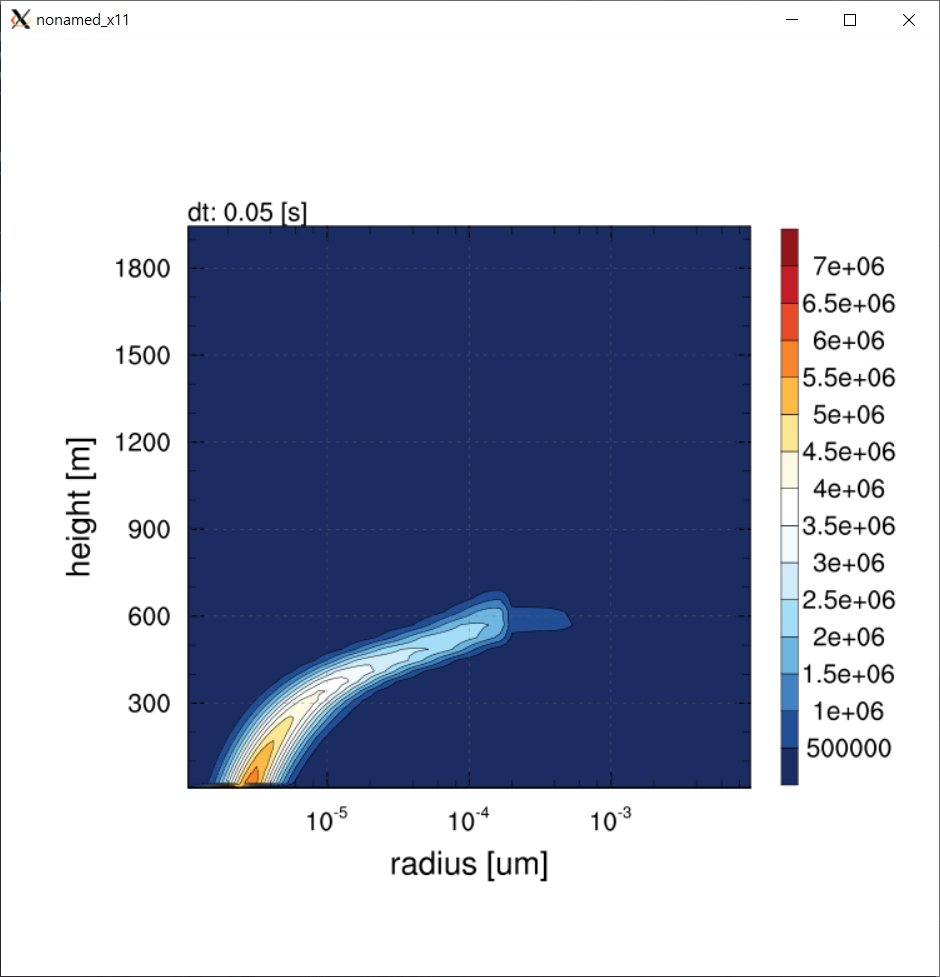 nonamed_x11
dt: 0.05 [s]
height [m]
1800
1500
1200
900
600
300
10-5
10-4
10-3
radius [um]
7e+06
6.5e+06
6e+06
5.5e+06
5e+06
4.5e+06
4e+06
3.5e+06
3e+06
2.5e+06
2e+06
1.5e+06
1e+06
500000